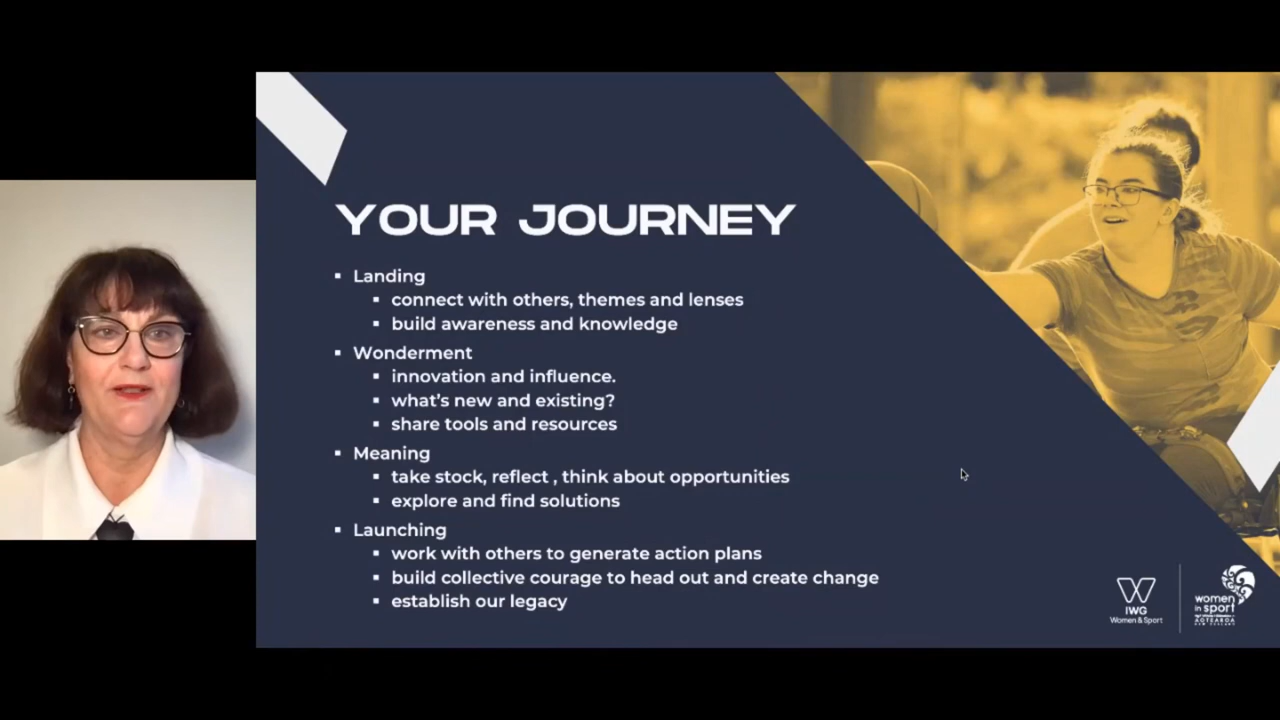 YOUR JOURNEY
Landing
connect with others, themes and lenses
build awareness and knowledge
Wonderment
innovation and influence.
what's new and existing?
share tools and resources
Meaning
take stock, reflect , think about opportunities
explore and find solutions
Launching
work with others to generate action plans
build collective courage to head out and create change
establish our legacy
IWG
Women & Sport
women
in sport
AOTEAROA
NEW ZEALAND